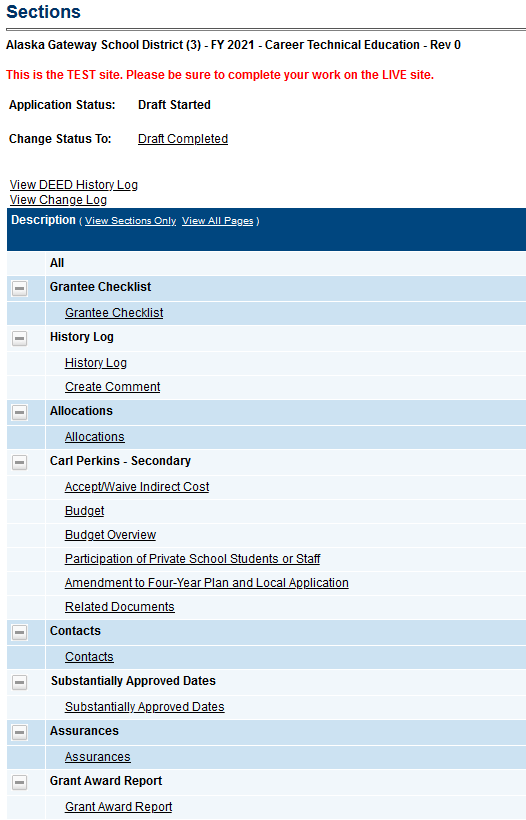 Sections
Alaska Gateway School District (3) - FY 2021 - Career Technical Education - Rev 0
This is the TEST site. Please be sure to complete your work on the LIVE site.
Application Status: Draft Started
Change Status To: Draft Completed
View DEED History Log
View Change Log
Description ( View Sections Only View All Pages )
All
Grantee Checklist
Grantee Checklist
History Log
History Log
Create Comment
Allocations
Allocations
Carl Perkins - Secondary
Accept/Waive Indirect Cost
Budget
Budget Overview
Participation of Private School Students or Staff
Amendment to Four-Year Plan and Local Application
Related Documents
Contacts
Contacts
Substantially Approved Dates
Substantially Approved Dates
Assurances
Assurances
Grant Award Report
Grant Award Report